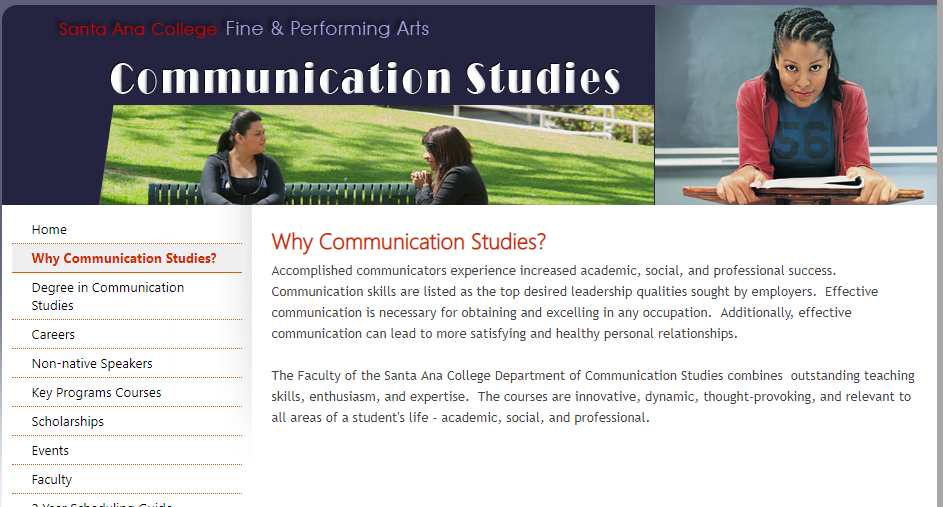 Santa Ana College Fine & Performing Arts
Communication Studies
56
Home
Why Communication Studies?
Degree in Communication
Studies
Careers
Non-native Speakers
Key Programs Courses
Scholarships
Events
Faculty
2 Year Scheduling Guide
Why Communication Studies?
Accomplished communicators experience increased academic, social, and professional success.
Communication skills are listed as the top desired leadership qualities sought by employers.  Effective
communication is necessary for obtaining and excelling in any occupation.  Additionally, effective
communication can lead to more satisfying and healthy personal relationships.
The Faculty of the Santa Ana College Department of Communication Studies combines  outstanding teaching
skills, enthusiasm, and expertise.  The courses are innovative, dynamic, thought-provoking, and relevant to
all areas of a student's life - academic, social, and professional.